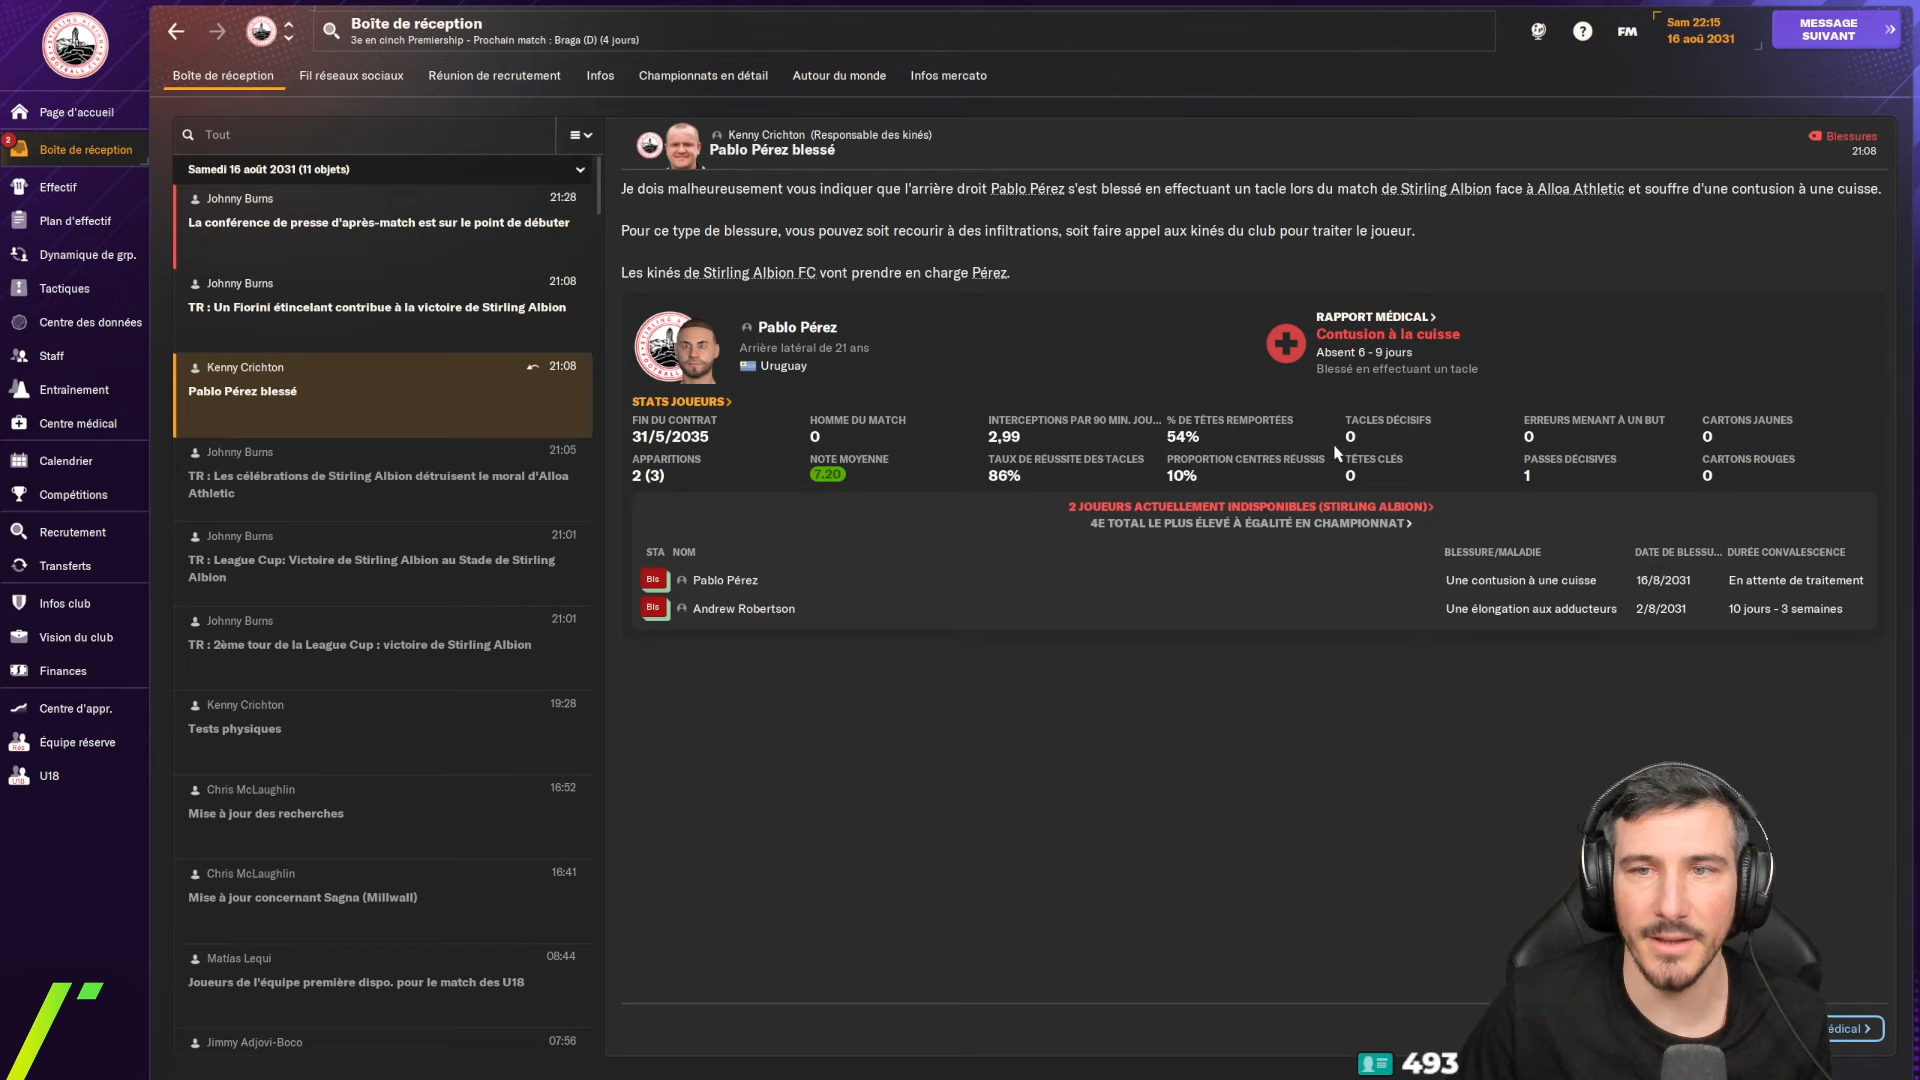 Boîte de réception
3e en cinch Premiership - Prochain match : Braga (D) (4 jours)
FM
Sam 22:15
16 aoû 2031
MESSAGE
SUIVANT
Boîte de réception
Fil réseaux sociaux
Réunion de recrutement
Infos
Championnats en détail
Autour du monde
Infos mercato
Page d'accueil
2
Boîte de réception
Effectif
Plan d'effectif
Dynamique de grp.
Tactiques
Centre des données
Staff
Entraînement
Centre médical
Calendrier
Compétitions
Recrutement
Transferts
Infos club
Vision du club
Finances
Centre d'appr.
Équipe réserve
U18
Tout
Samedi 16 août 2031 (11 objets)
Johnny Burns 21:28
La conférence de presse d'après-match est sur le point de débuter
Johnny Burns 21:08
TR : Un Fiorini étincelant contribue à la victoire de Stirling Albion
Kenny Crichton 21:08
Pablo Pérez blessé
Johnny Burns 21:05
TR : Les célébrations de Stirling Albion détruisent le moral d'Alloa
Athletic
Johnny Burns 21:01
TR : League Cup: Victoire de Stirling Albion au Stade de Stirling
Albion
Johnny Burns 21:01
TR : 2ème tour de la League Cup : victoire de Stirling Albion
Kenny Crichton 19:28
Tests physiques
Chris McLaughlin 16:52
Mise à jour des recherches
Chris McLaughlin 16:41
Mise à jour concernant Sagna (Millwall)
Matías Lequi 08:44
Joueurs de l'équipe première dispo. pour le match des U18
Jimmy Adjovi-Boco 07:56
Kenny Crichton (Responsable des kinés)
Pablo Pérez blessé
Blessures
21:08
Je dois malheureusement vous indiquer que l'arrière droit Pablo Pérez s'est blessé en effectuant un tacle lors du match de Stirling Albion face à Alloa Athletic et souffre d'une contusion à une cuisse.
Pour ce type de blessure, vous pouvez soit recourir à des infiltrations, soit faire appel aux kinés du club pour traiter le joueur.
Les kinés de Stirling Albion FC vont prendre en charge Pérez.
Pablo Pérez
Arrière latéral de 21 ans
Uruguay
RAPPORT MÉDICAL
Contusion à la cuisse
Absent 6 - 9 jours
Blessé en effectuant un tacle
STATS JOUEURS
FIN DU CONTRAT HOMME DU MATCH INTERCEPTIONS PAR 90 MIN. JOU... % DE TÊTES REMPORTÉES TACLES DÉCISIFS ERREURS MENANT À UN BUT CARTONS JAUNES
31/5/2035 0 2,99 54% 0 0 0
APPARITIONS NOTE MOYENNE TAUX DE RÉUSSITE DES TACLES PROPORTION CENTRES RÉUSSIS TÊTES CLÉS PASSES DÉCISIVES CARTONS ROUGES
2 (3) 7.20 86% 10% 0 1 0
2 JOUEURS ACTUELLEMENT INDISPONIBLES (STIRLING ALBION)
4E TOTAL LE PLUS ÉLEVÉ À ÉGALITÉ EN CHAMPIONNAT
STA NOM BLESSURE/MALADIE DATE DE BLESSU... DURÉE CONVALESCENCE
Bls Pablo Pérez Une contusion à une cuisse 16/8/2031 En attente de traitement
Bls Andrew Robertson Une élongation aux adducteurs 2/8/2031 10 jours - 3 semaines
493